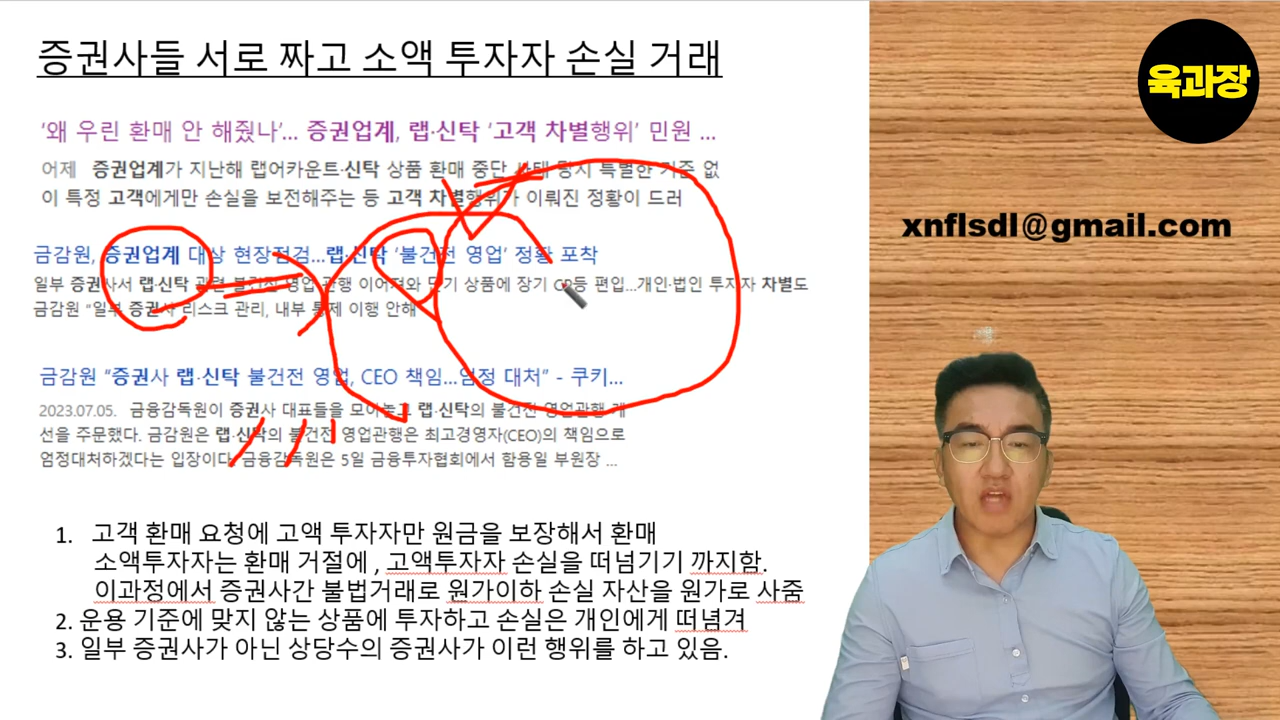 증권사들 서로 짜고 소액 투자자 손실 거래
육과장
'왜 우린 환매 안 해줬나'... 증권업계, 랩·신탁 '고객 차별행위' 민원 ...
어제 증권업계가 지난해 랩어카운트·신탁 상품 환매 중단 사태 당시 특별한 기준 없
이 특정 고객에게만 손실을 보전해주는 등 고객 차별행위가 이뤄진 정황이 드러
xnflsdl@gmail.com
금감원, 증권업계 대상 현장점검...랩·신탁 '불건전 영업' 정황 포착
일부 증권사서 랩·신탁 관련 불건전 영업 관행 이어져와 단기 상품에 장기 CP등 편입...개인·법인 투자자 차별도
금감원 "일부 증권사 리스크 관리, 내부 통제 이행 안해"
금감원 "증권사 랩·신탁 불건전 영업, CEO 책임...엄정 대처" - 쿠키...
2023.07.05. 금융감독원이 증권사 대표들을 모아놓고 랩·신탁의 불건전 영업관행 개
선을 주문했다. 금감원은 랩·신탁의 불건전 영업관행은 최고경영자(CEO)의 책임으로
엄정대처하겠다는 입장이다. 금융감독원은 5일 금융투자협회에서 함용일 부원장 ...
1. 고객 환매 요청에 고액 투자자만 원금을 보장해서 환매
소액투자자는 환매 거절에 , 고액투자자 손실을 떠넘기기 까지함.
이과정에서 증권사간 불법거래로 원가이하 손실 자산을 원가로 사줌
2. 운용 기준에 맞지 않는 상품에 투자하고 손실은 개인에게 떠념겨
3. 일부 증권사가 아닌 상당수의 증권사가 이런 행위를 하고 있음.